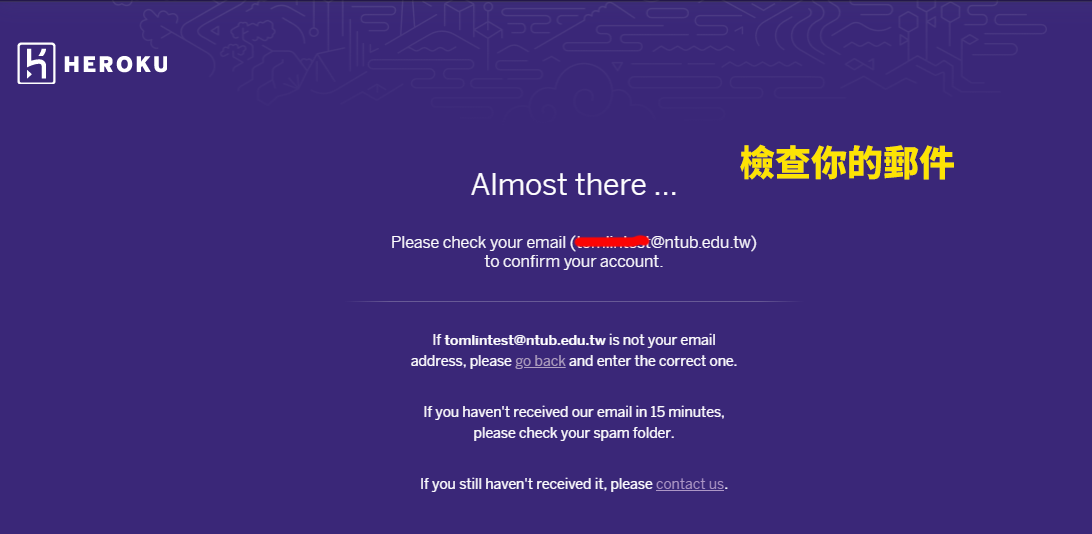 HEROKU
檢查你的郵件
Almost there ...
Please check your email (@ntub.edu.tw)
to confirm your account.
If tomlintest@ntub.edu.tw is not your email
address, please go back and enter the correct one.
If you haven't received our email in 15 minutes,
please check your spam folder.
If you still haven't received it, please contact us.